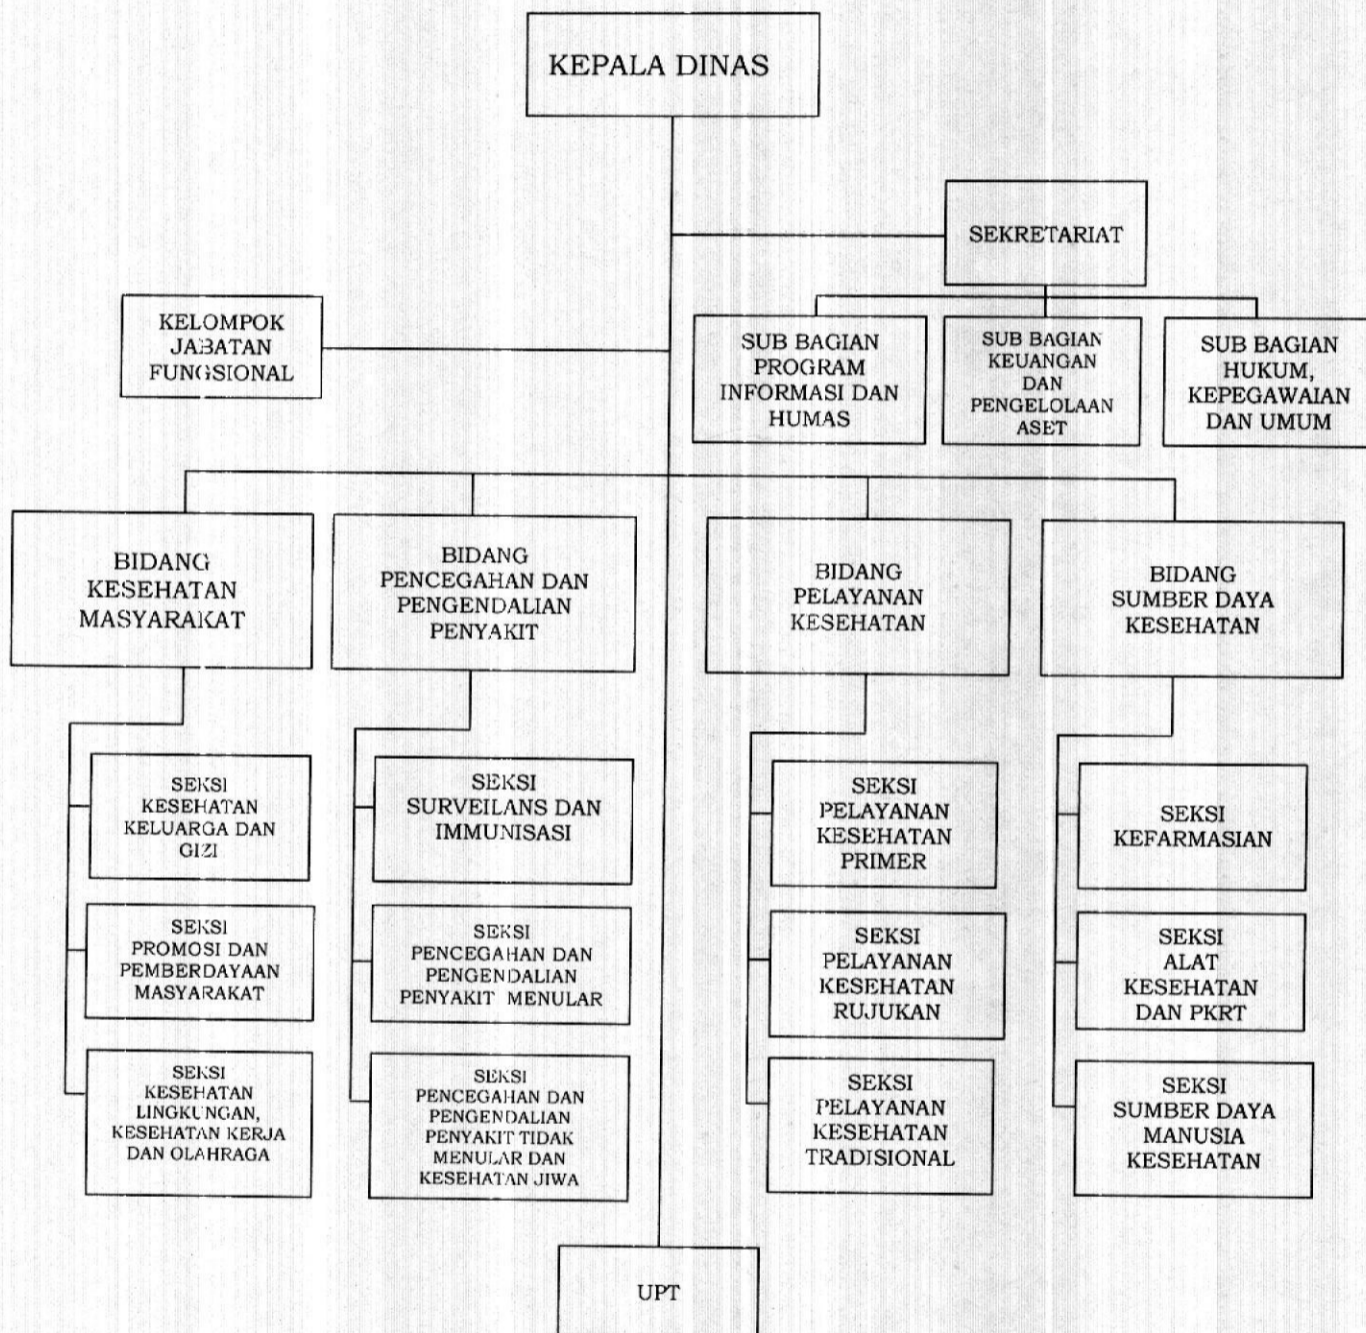 KEPALA DINAS
SEKRETARIAT
KELOMPOK
JABATAN
FUNGSIONAL
SUB BAGIAN
PROGRAM
INFORMASI DAN
HUMAS
SUB BAGIAN
KEUANGAN
DAN
PENGELOLAAN
ASET
SUB BAGIAN
HUKUM,
KEPEGAWAIAN
DAN UMUM
BIDANG
KESEHATAN
MASYARAKAT
BIDANG
PENCEGAHAN DAN
PENGENDALIAN
PENYAKIT
BIDANG
PELAYANAN
KESEHATAN
BIDANG
SUMBER DAYA
KESEHATAN
SEKSI
KESEHATAN
KELUARGA DAN
GIZI
SEKSI
SURVEILANS DAN
IMMUNISASI
SEKSI
PELAYANAN
KESEHATAN
PRIMER
SEKSI
KEFARMASIAN
SEKSI
PROMOSI DAN
PEMBERDAYAAN
MASYARAKAT
SEKSI
PENCEGAHAN DAN
PENGENDALIAN
PENYAKIT MENULAR
SEKSI
PELAYANAN
KESEHATAN
RUJUKAN
SEKSI
ALAT
KESEHATAN
DAN PKRT
SEKSI
KESEHATAN
LINGKUNGAN,
KESEHATAN KERJA
DAN OLAHRAGA
SEKSI
PENCEGAHAN DAN
PENGENDALIAN
PENYAKIT TIDAK
MENULAR DAN
KESEHATAN JIWA
SEKSI
PELAYANAN
KESEHATAN
TRADISIONAL
SEKSI
SUMBER DAYA
MANUSIA
KESEHATAN
UPT